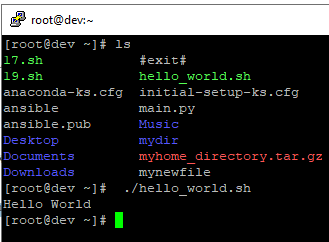 root@dev:~
[root@dev ~]# ls
17.sh #exit#
19.sh hello_world.sh
anaconda-ks.cfg initial-setup-ks.cfg
ansible main.py
ansible.pub Music
Desktop mydir
Documents myhome_directory.tar.gz
Downloads mynewfile
[root@dev ~]# ./hello_world.sh
Hello World
[root@dev ~]#